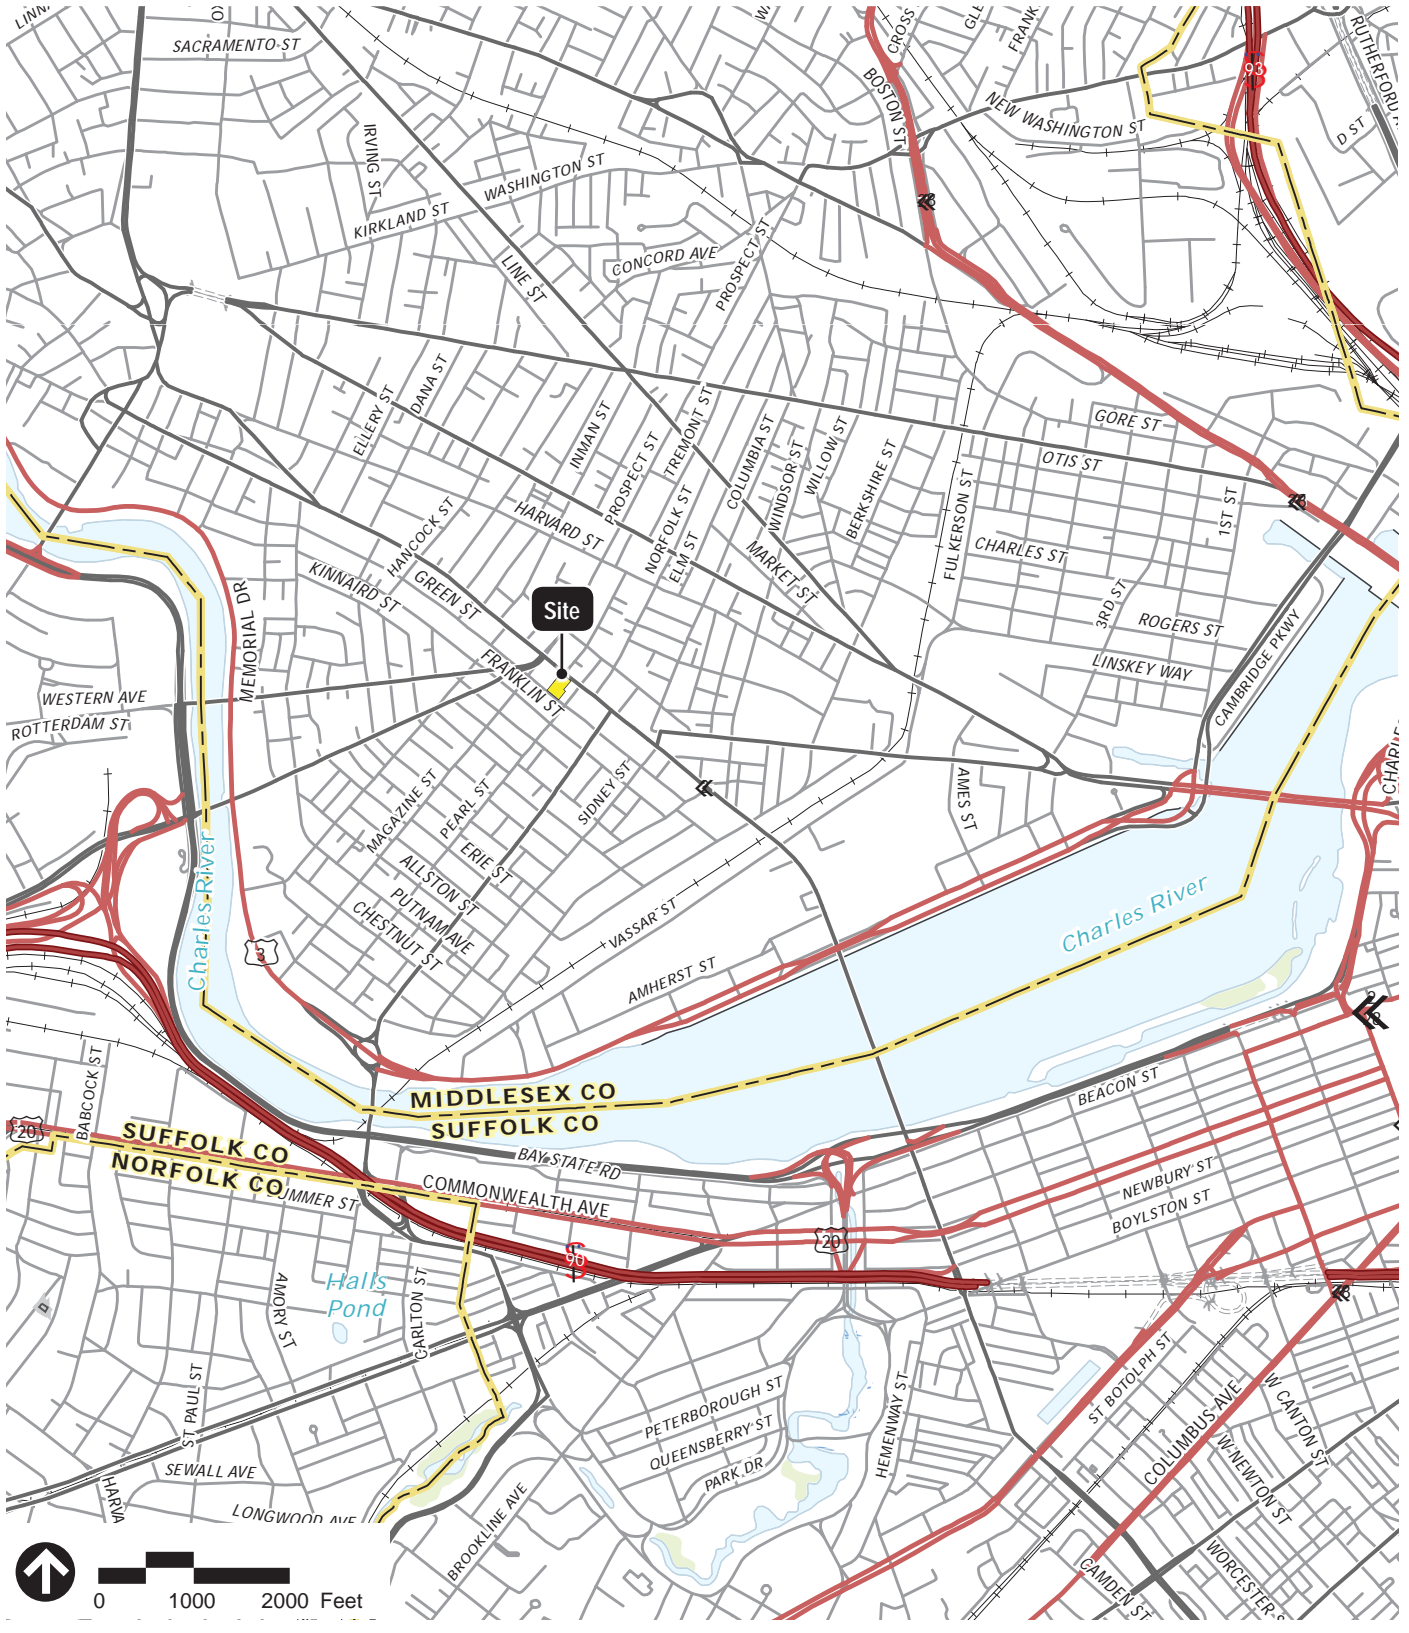 SACRAMENTO ST
IRVING ST
KIRKLAND ST
WASHINGTON ST
LINE ST
CONCORD AVE
PROSPECT ST
BOSTON ST
CROSS
FRANK
NEW WASHINGTON ST
93
RUTHERFORD
D ST
28
ELLERY ST
DANA ST
INMAN ST
PROSPECT ST
TREMONT ST
COLUMBIA ST
WINDSOR ST
WILLOW ST
BERKSHIRE ST
FULKERSON ST
GORE ST
OTIS ST
1ST ST
CHARLES ST
3RD ST
ROGERS ST
LINSKEY WAY
CAMBRIDGE PKWY
HARVARD ST
NORFOLK ST
ELM ST
MARKET ST
HANCOCK ST
GREEN ST
KINNAIRD ST
MEMORIAL DR
Site
FRANKLIN ST
WESTERN AVE
ROTTERDAM ST
MAGAZINE ST
PEARL ST
SIDNEY ST
ERIE ST
ALLSTON ST
PUTNAM AVE
CHESTNUT ST
VASSAR ST
AMHERST ST
AMES ST
Charles River
Charles River
3
MIDDLESEX CO
SUFFOLK CO
BABCOCK ST
20
SUFFOLK CO
NORFOLK CO
UMMER ST
BAY STATE RD
COMMONWEALTH AVE
BEACON ST
NEWBURY ST
BOYLSTON ST
20
90
Halls
Pond
AMORY ST
CARLTON ST
ST PAUL ST
SEWALL AVE
HARVA
LONGWOOD AVE
BROOKLINE AVE
PETERBOROUGH ST
QUEENSBERRY ST
PARK DR
HEMENWAY ST
ST BOTOLPH ST
COLUMBUS AVE
W CANTON ST
W NEWTON ST
WORCESTER S
CAMDEN ST
0 1000 2000 Feet